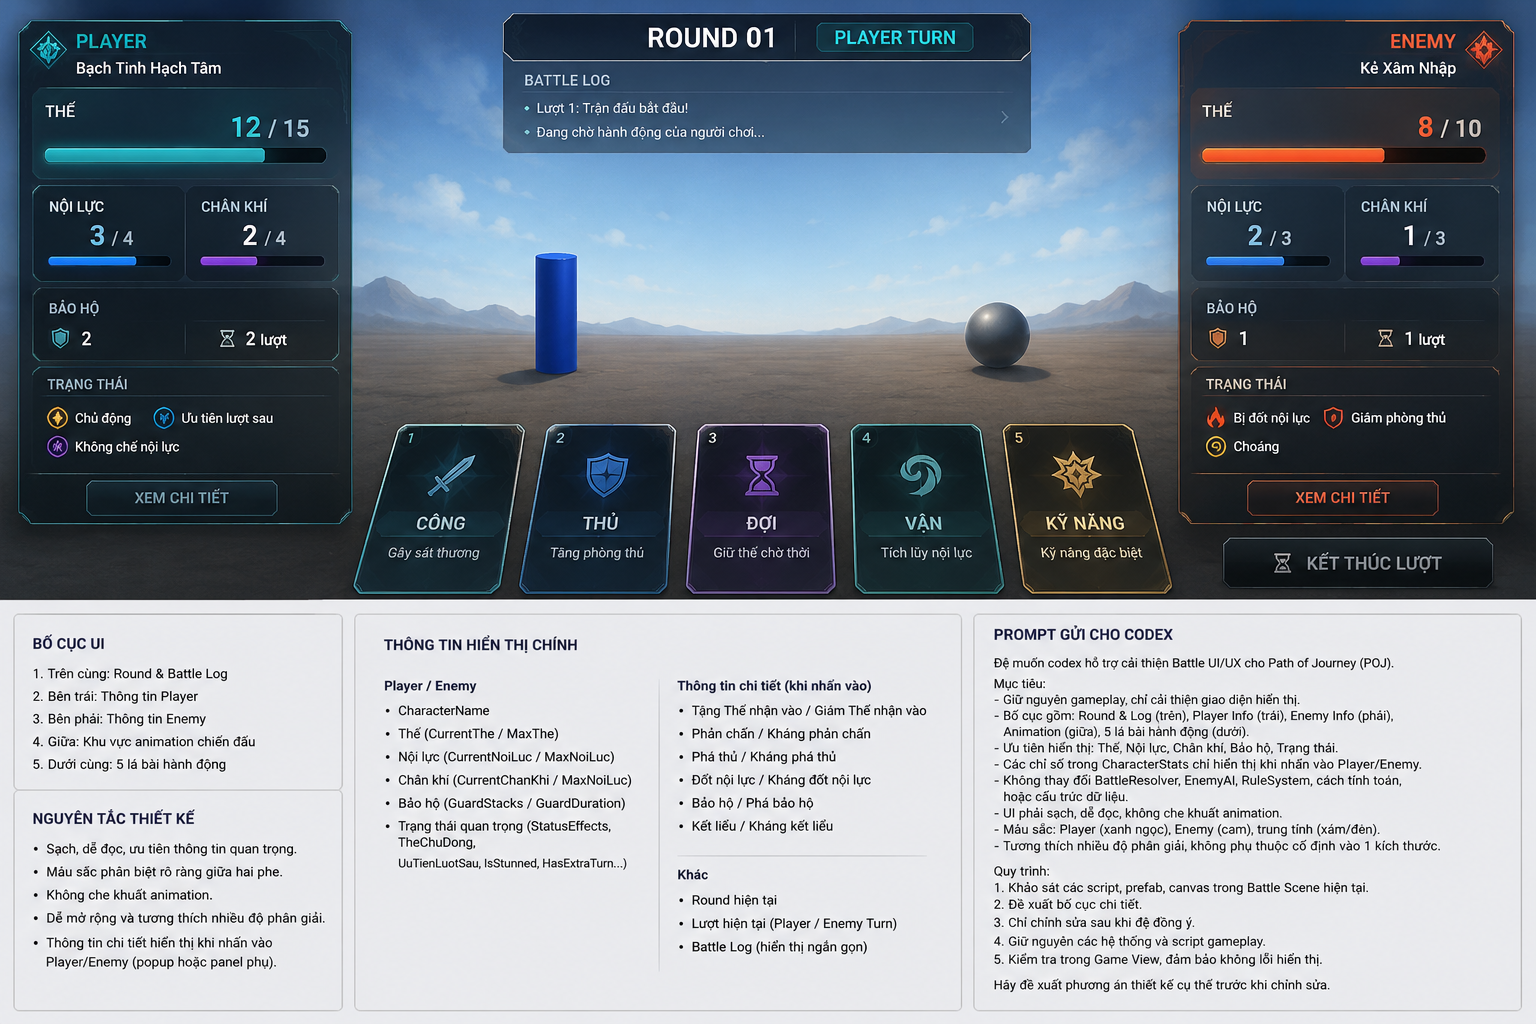 PLAYER
Bạch Tinh Hạch Tâm
THẾ
12 / 15
NỘI LỰC
3 / 4
CHÂN KHÍ
2 / 4
BẢO HỘ
2
2 lượt
TRẠNG THÁI
Chủ động
Ưu tiên lượt sau
Không chế nội lực
XEM CHI TIẾT
ROUND 01
PLAYER TURN
BATTLE LOG
• Lượt 1: Trận đấu bắt đầu!
• Đang chờ hành động của người chơi...
ENEMY
Kẻ Xâm Nhập
THẾ
8 / 10
NỘI LỰC
2 / 3
CHÂN KHÍ
1 / 3
BẢO HỘ
1
1 lượt
TRẠNG THÁI
Bị đốt nội lực
Giảm phòng thủ
Choáng
XEM CHI TIẾT
1
CÔNG
Gây sát thương
2
THỦ
Tăng phòng thủ
3
ĐỢI
Giữ thế chờ thời
4
VẬN
Tích lũy nội lực
5
KỸ NĂNG
Kỹ năng đặc biệt
KẾT THÚC LƯỢT
BỐ CỤC UI
1. Trên cùng: Round & Battle Log
2. Bên trái: Thông tin Player
3. Bên phải: Thông tin Enemy
4. Giữa: Khu vực animation chiến đấu
5. Dưới cùng: 5 lá bài hành động
NGUYÊN TẮC THIẾT KẾ
• Sạch, dễ đọc, ưu tiên thông tin quan trọng.
• Màu sắc phân biệt rõ ràng giữa hai phe.
• Không che khuất animation.
• Dễ mở rộng và tương thích nhiều độ phân giải.
• Thông tin chi tiết hiển thị khi nhấn vào
Player/Enemy (popup hoặc panel phụ).
THÔNG TIN HIỂN THỊ CHÍNH
Player / Enemy
• CharacterName
• Thế (CurrentThe / MaxThe)
• Nội lực (CurrentNoiLuc / MaxNoiLuc)
• Chân khí (CurrentChanKhi / MaxNoiLuc)
• Bảo hộ (GuardStacks / GuardDuration)
• Trạng thái quan trọng (StatusEffects,
TheChuDong,
UuTienLuotSau, IsStunned, HasExtraTurn...)
Thông tin chi tiết (khi nhấn vào)
• Tặng Thế nhận vào / Giảm Thế nhận vào
• Phản chấn / Kháng phản chấn
• Phá thủ / Kháng phá thủ
• Đốt nội lực / Kháng đốt nội lực
• Bảo hộ / Phá bảo hộ
• Kết liễu / Kháng kết liễu
Khác
• Round hiện tại
• Lượt hiện tại (Player / Enemy Turn)
• Battle Log (hiển thị ngắn gọn)
PROMPT GỬI CHO CODEX
Đệ muốn codex hỗ trợ cải thiện Battle UI/UX cho Path of Journey (POJ).
Mục tiêu:
- Giữ nguyên gameplay, chỉ cải thiện giao diện hiển thị.
- Bố cục gồm: Round & Log (trên), Player Info (trái), Enemy Info (phải),
Animation (giữa), 5 lá bài hành động (dưới).
- Ưu tiên hiển thị: Thế, Nội lực, Chân khí, Bảo hộ, Trạng thái.
- Các chỉ số trong CharacterStats chỉ hiển thị khi nhấn vào Player/Enemy.
- Không thay đổi BattleResolver, EnemyAI, RuleSystem, cách tính toán,
hoặc cấu trúc dữ liệu.
- UI phải sạch, dễ đọc, không che khuất animation.
- Màu sắc: Player (xanh ngọc), Enemy (cam), trung tính (xám/đen).
- Tương thích nhiều độ phân giải, không phụ thuộc cố định vào 1 kích thước.
Quy trình:
1. Khảo sát các script, prefab, canvas trong Battle Scene hiện tại.
2. Đề xuất bố cục chi tiết.
3. Chỉ chỉnh sửa sau khi đệ đồng ý.
4. Giữ nguyên các hệ thống và script gameplay.
5. Kiểm tra trong Game View, đảm bảo không lỗi hiển thị.
Hãy đề xuất phương án thiết kế cụ thể trước khi chỉnh sửa.